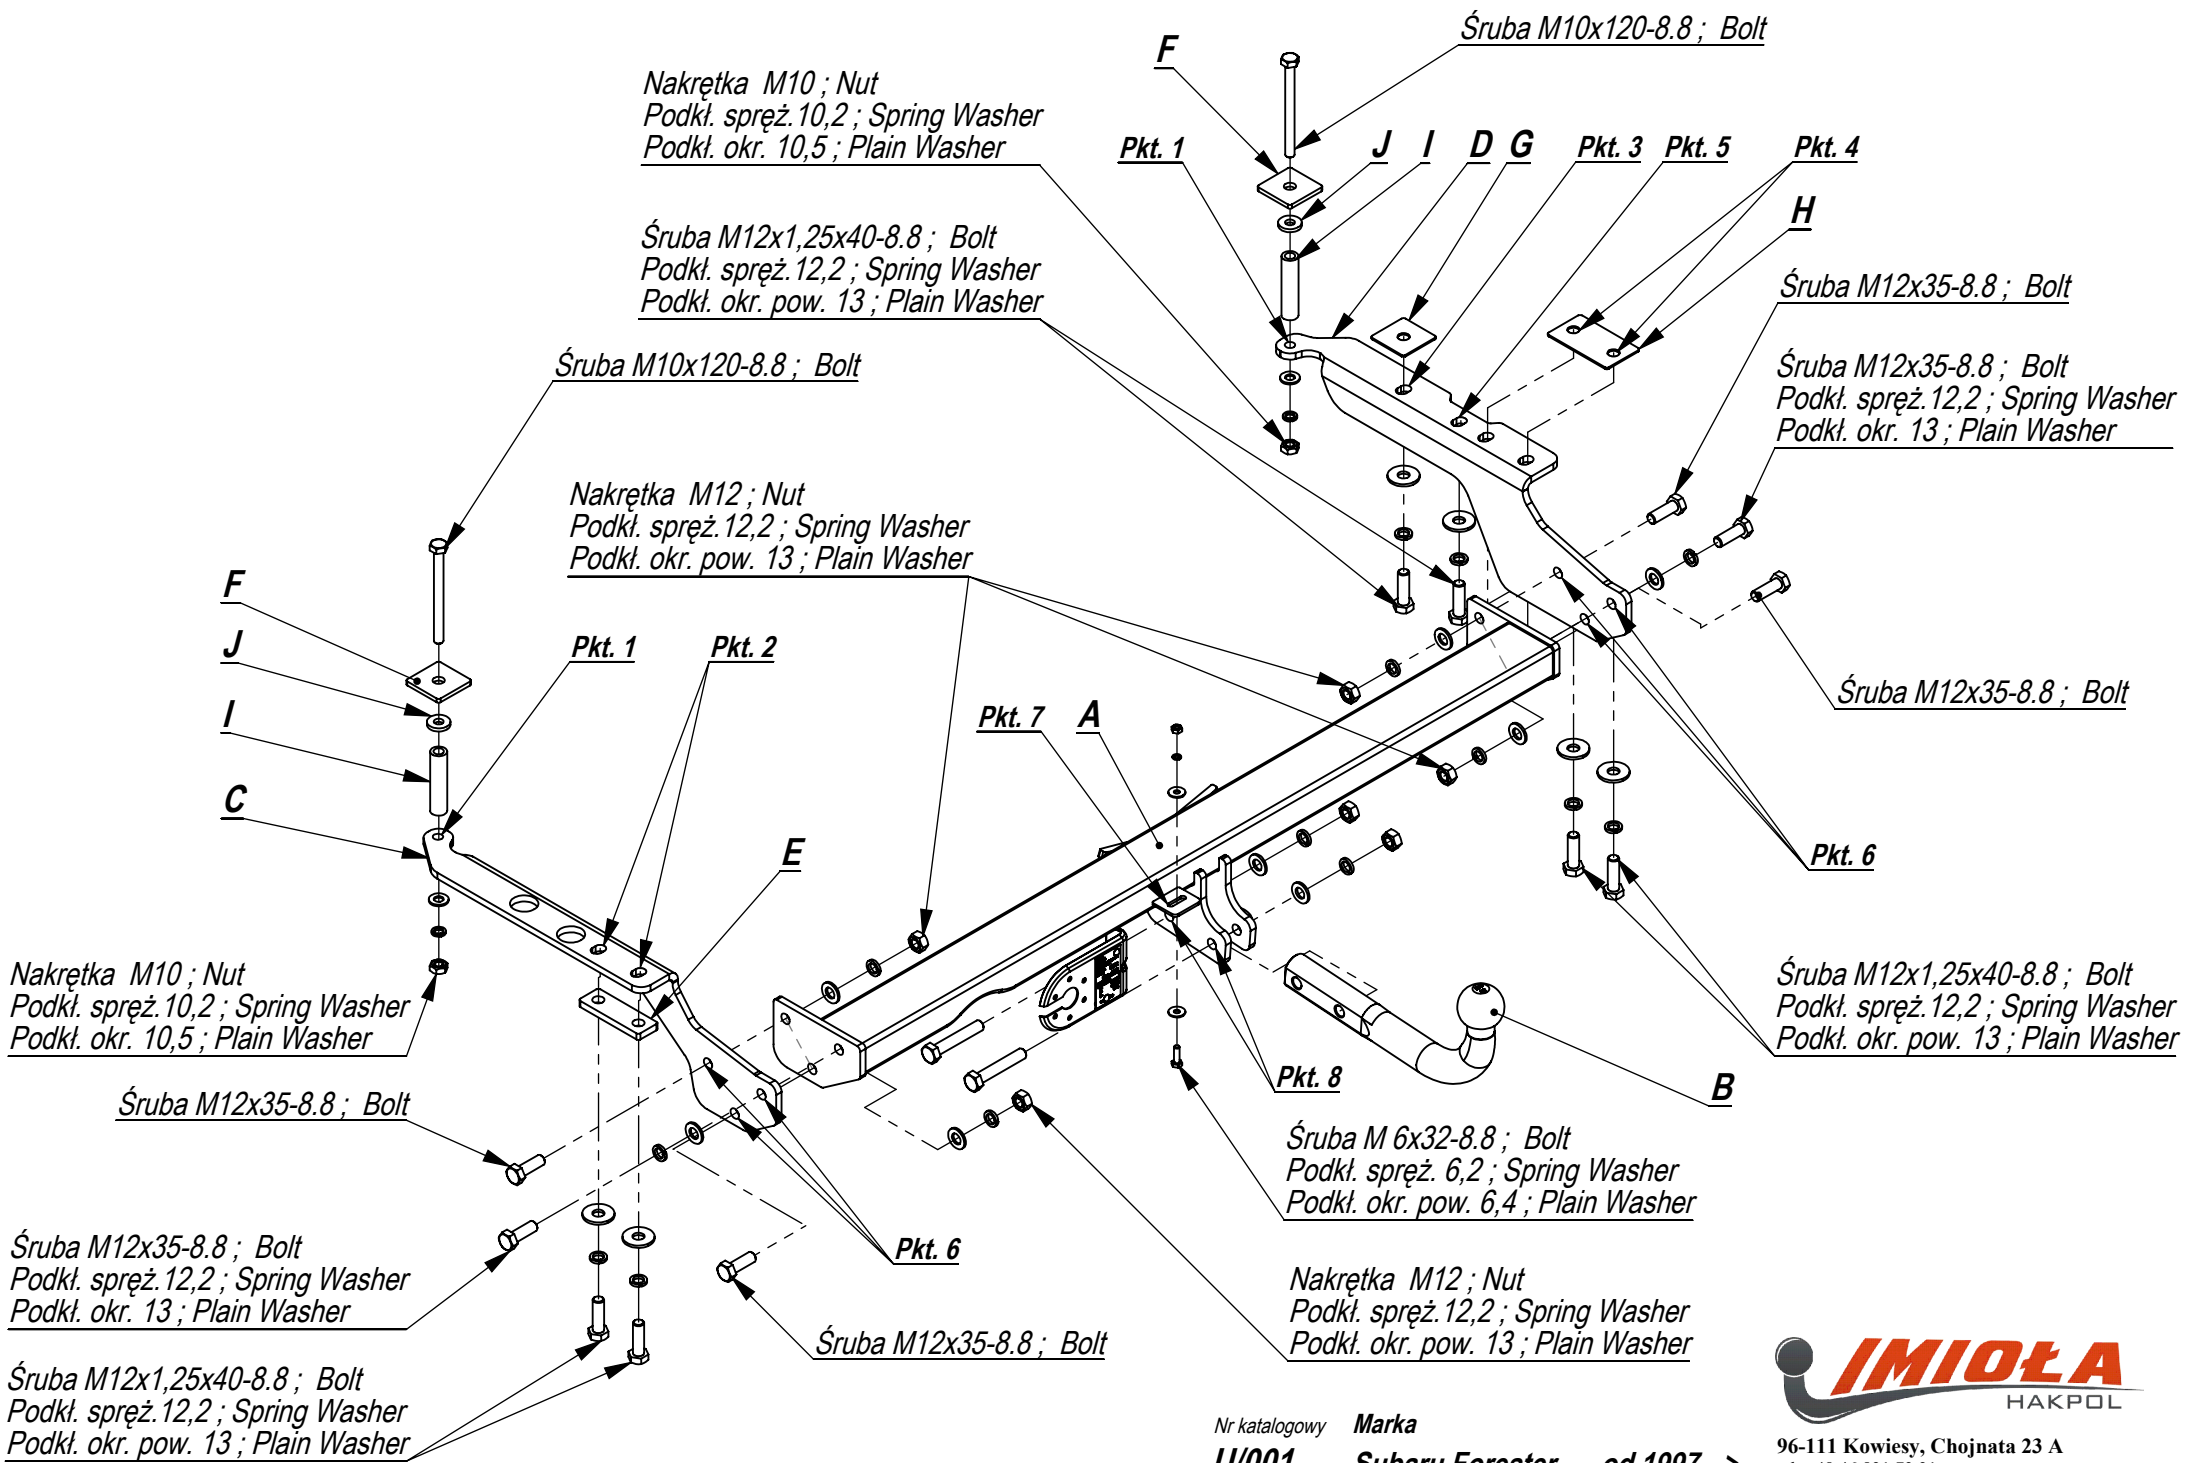 Śruba M10x120-8.8 ; Bolt
F
Nakrętka M10 ; Nut
Podkł. spręż.10,2 ; Spring Washer
Podkł. okr. 10,5 ; Plain Washer
Pkt. 1
J
I
D
G
Pkt. 3
Pkt. 5
Pkt. 4
H
Śruba M12x1,25x40-8.8 ; Bolt
Podkł. spręż.12,2 ; Spring Washer
Podkł. okr. pow. 13 ; Plain Washer
Śruba M12x35-8.8 ; Bolt
Śruba M10x120-8.8 ; Bolt
Śruba M12x35-8.8 ; Bolt
Podkł. spręż.12,2 ; Spring Washer
Podkł. okr. 13 ; Plain Washer
Nakrętka M12 ; Nut
Podkł. spręż.12,2 ; Spring Washer
Podkł. okr. pow. 13 ; Plain Washer
F
J
I
C
Pkt. 1
Pkt. 2
Pkt. 7
A
Śruba M12x35-8.8 ; Bolt
E
Pkt. 6
Nakrętka M10 ; Nut
Podkł. spręż.10,2 ; Spring Washer
Podkł. okr. 10,5 ; Plain Washer
Śruba M12x1,25x40-8.8 ; Bolt
Podkł. spręż.12,2 ; Spring Washer
Podkł. okr. pow. 13 ; Plain Washer
Pkt. 8
B
Śruba M12x35-8.8 ; Bolt
Śruba M 6x32-8.8 ; Bolt
Podkł. spręż. 6,2 ; Spring Washer
Podkł. okr. pow. 6,4 ; Plain Washer
Śruba M12x35-8.8 ; Bolt
Podkł. spręż.12,2 ; Spring Washer
Podkł. okr. 13 ; Plain Washer
Pkt. 6
Nakrętka M12 ; Nut
Podkł. spręż.12,2 ; Spring Washer
Podkł. okr. pow. 13 ; Plain Washer
Śruba M12x35-8.8 ; Bolt
Śruba M12x1,25x40-8.8 ; Bolt
Podkł. spręż.12,2 ; Spring Washer
Podkł. okr. pow. 13 ; Plain Washer
IMIOŁA
HAKPOL
Nr katalogowy Marka
U/001 Subaru Forester od 1997 ->
96-111 Kowiesy, Chojnata 23 A